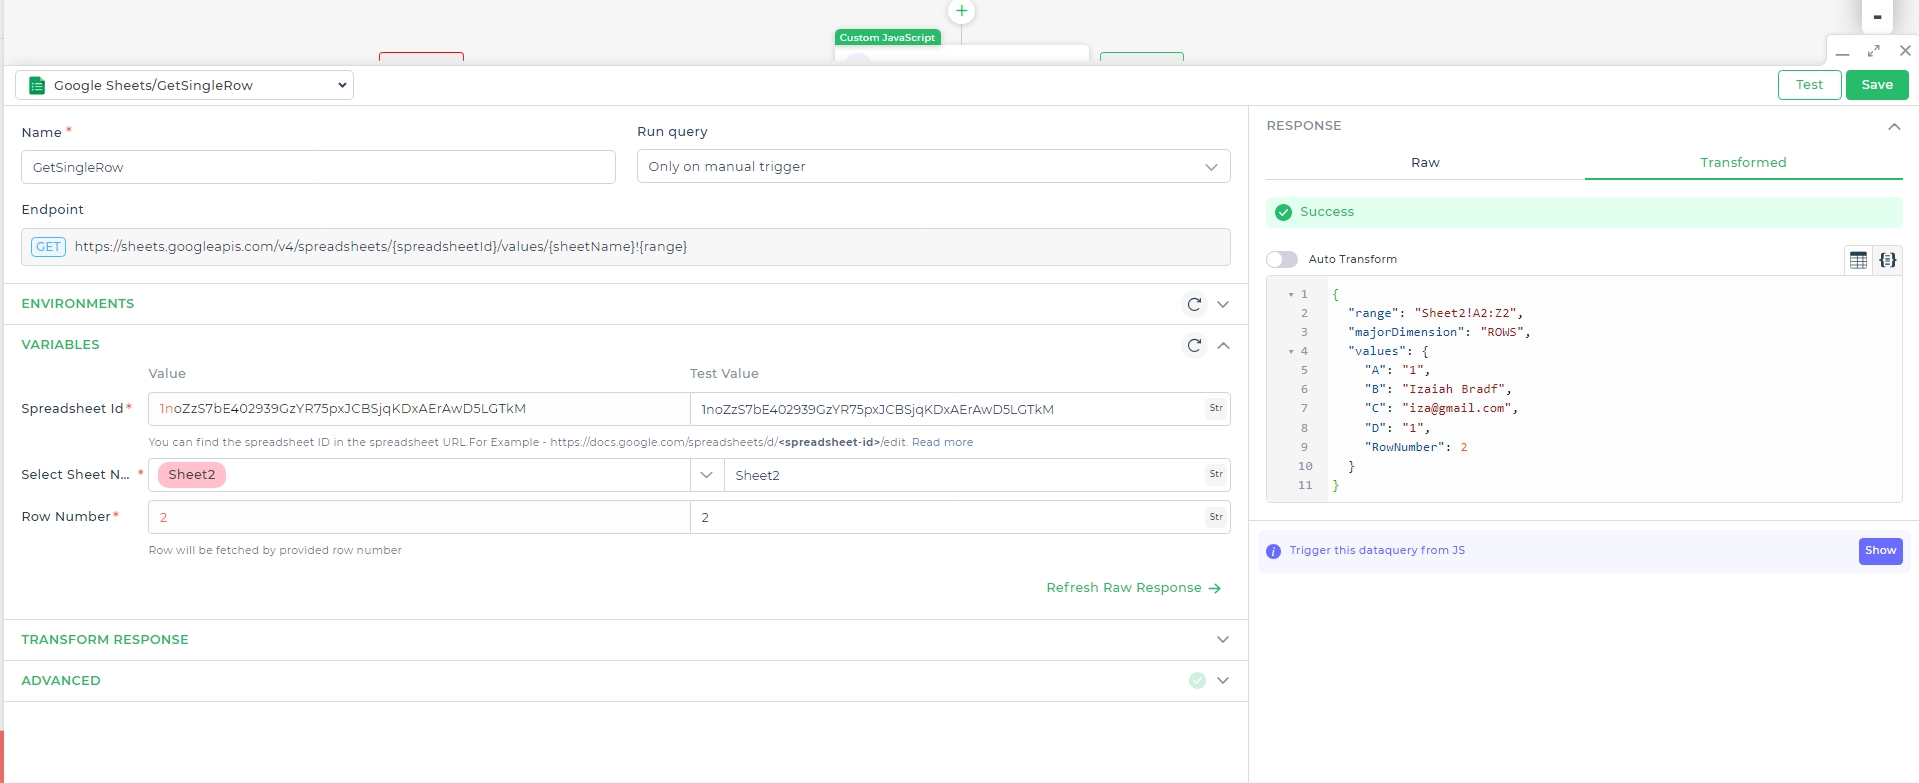 +
Custom JavaScript
-
Google Sheets/GetSingleRow
Test
Save
Name *
Run query
GetSingleRow
Only on manual trigger
Endpoint
GET https://sheets.googleapis.com/v4/spreadsheets/{spreadsheetId}/values/{sheetName}!{range}
ENVIRONMENTS
VARIABLES
Value
Test Value
Spreadsheet Id*
1noZzS7bE402939GzYR75pxJCBSjqKDxAErAwD5LGTkM
1noZzS7bE402939GzYR75pxJCBSjqKDxAErAwD5LGTkM
Str
You can find the spreadsheet ID in the spreadsheet URL.For Example - https://docs.google.com/spreadsheets/d/<spreadsheet-id>/edit. Read more
Select Sheet N... *
Sheet2
Sheet2
Str
Row Number*
2
2
Str
Row will be fetched by provided row number
Refresh Raw Response →
TRANSFORM RESPONSE
ADVANCED
RESPONSE
Raw
Transformed
Success
Auto Transform
1 {
2 "range": "Sheet2!A2:Z2",
3 "majorDimension": "ROWS",
4 "values": {
5 "A": "1",
6 "B": "Izaiah Bradf",
7 "C": "iza@gmail.com",
8 "D": "1",
9 "RowNumber": 2
10 }
11 }
i Trigger this dataquery from JS
Show